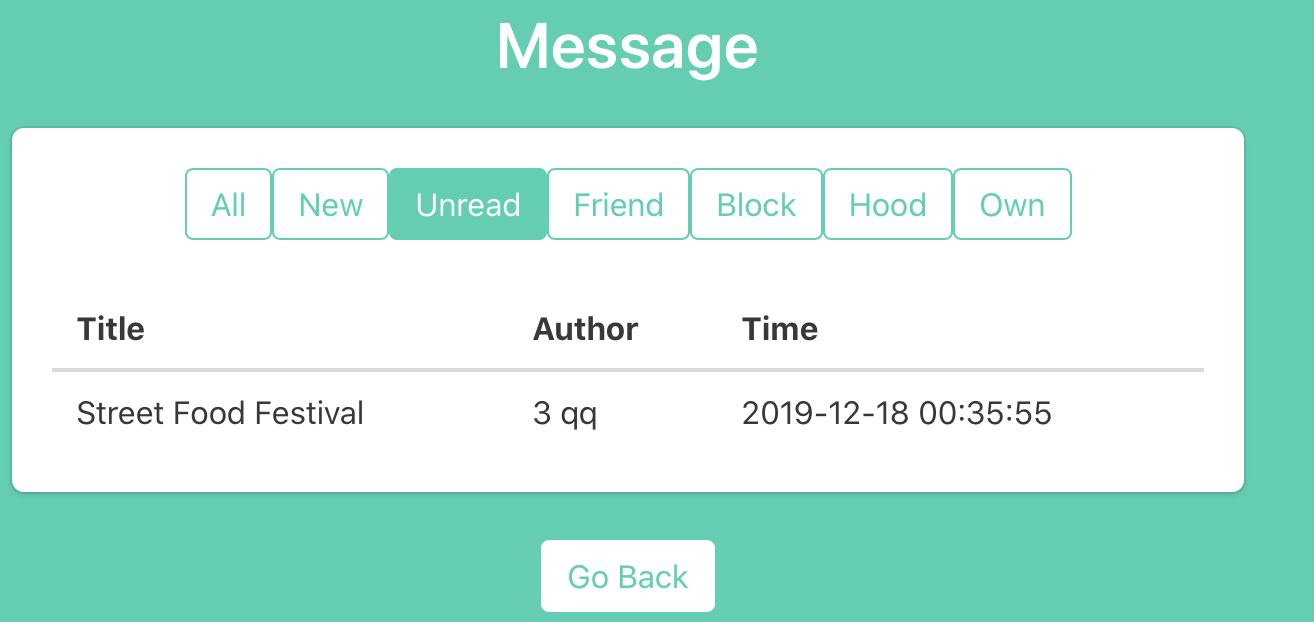 Message
All New Unread Friend Block Hood Own
Title Author Time
Street Food Festival 3 qq 2019-12-18 00:35:55
Go Back